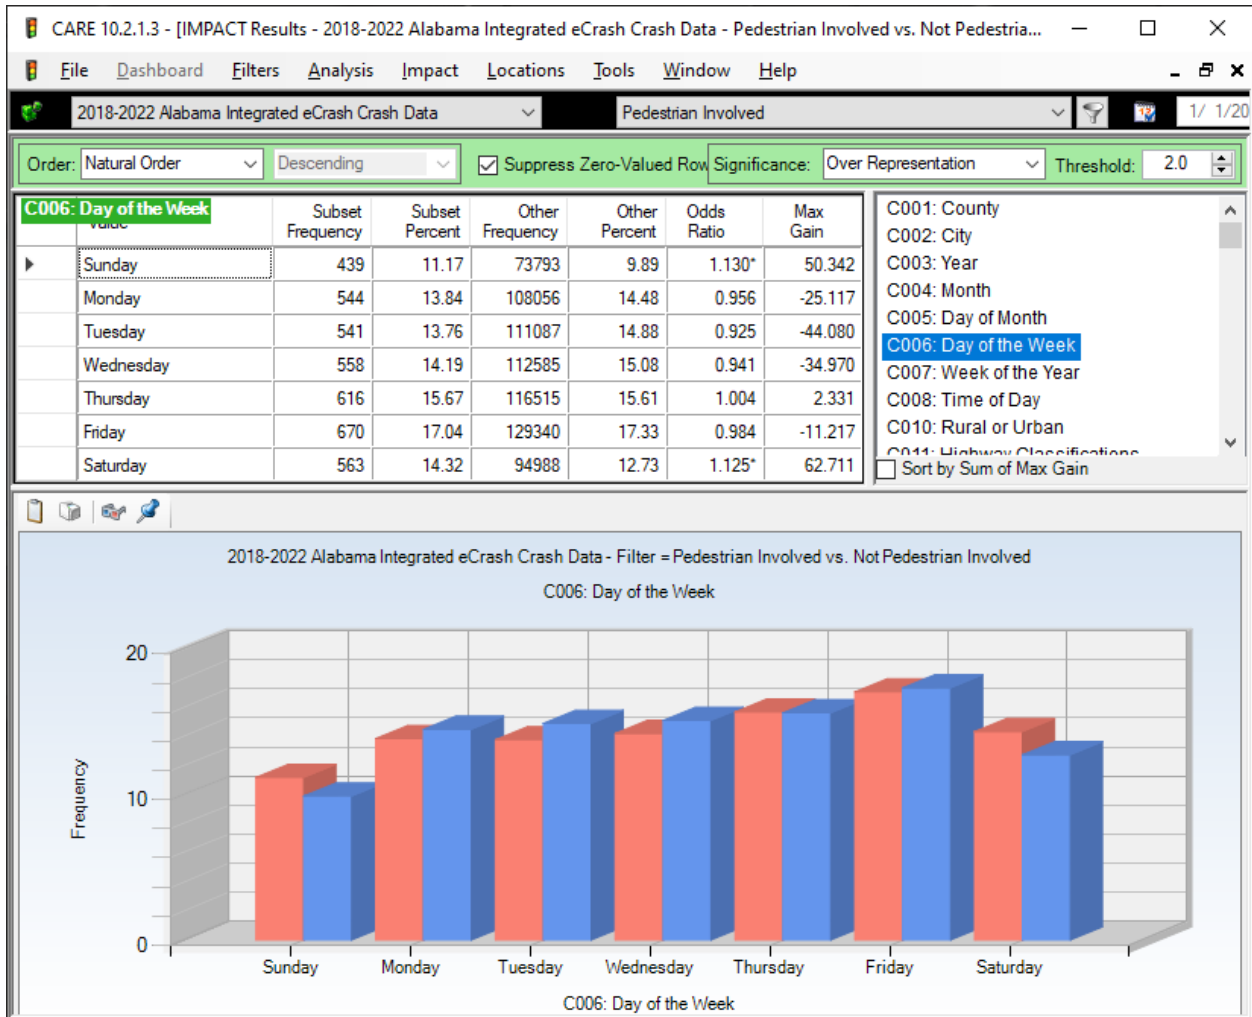 CARE 10.2.1.3 - [IMPACT Results - 2018-2022 Alabama Integrated eCrash Crash Data - Pedestrian Involved vs. Not Pedestria...
File Dashboard Filters Analysis Impact Locations Tools Window Help
2018-2022 Alabama Integrated eCrash Crash Data Pedestrian Involved 1/ 1/20
Order: Natural Order Descending Suppress Zero-Valued Row Significance: Over Representation Threshold: 2.0
C006: Day of the Week
Value Subset Frequency Subset Percent Other Frequency Other Percent Odds Ratio Max Gain
Sunday 439 11.17 73793 9.89 1.130* 50.342
Monday 544 13.84 108056 14.48 0.956 -25.117
Tuesday 541 13.76 111087 14.88 0.925 -44.080
Wednesday 558 14.19 112585 15.08 0.941 -34.970
Thursday 616 15.67 116515 15.61 1.004 2.331
Friday 670 17.04 129340 17.33 0.984 -11.217
Saturday 563 14.32 94988 12.73 1.125* 62.711
C001: County
C002: City
C003: Year
C004: Month
C005: Day of Month
C006: Day of the Week
C007: Week of the Year
C008: Time of Day
C010: Rural or Urban
C011: Highway Classifications
Sort by Sum of Max Gain
2018-2022 Alabama Integrated eCrash Crash Data - Filter = Pedestrian Involved vs. Not Pedestrian Involved
C006: Day of the Week
20
10
0
Frequency
Sunday Monday Tuesday Wednesday Thursday Friday Saturday
C006: Day of the Week